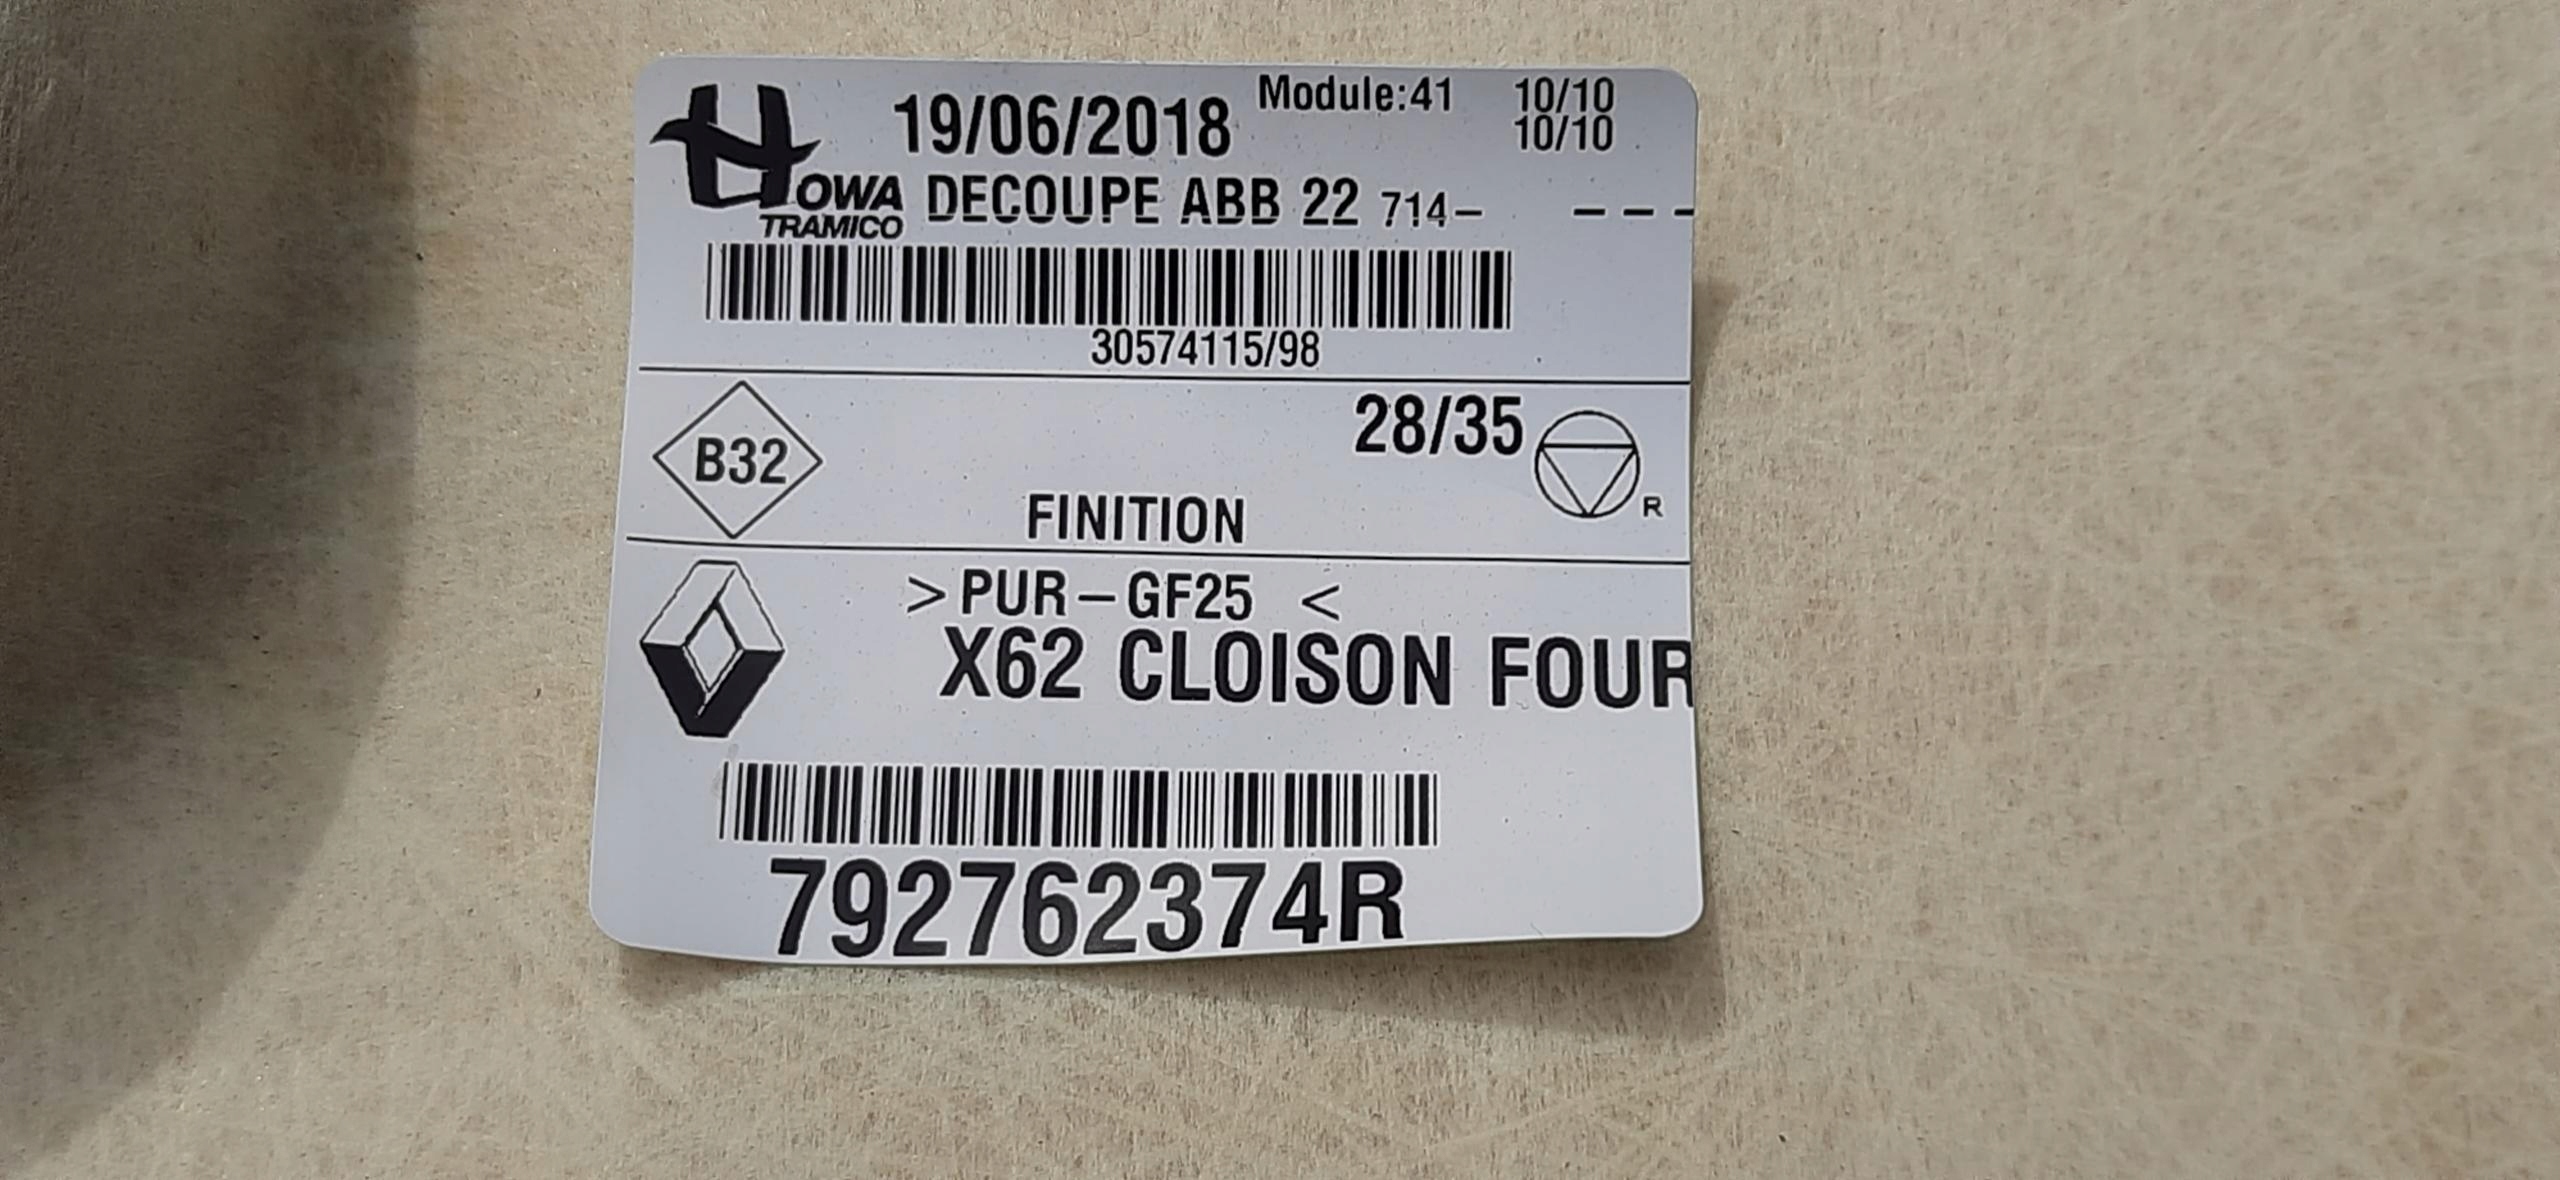 19/06/2018 Module:41 10/10
10/10
HOWA DECOUPE ABB 22 714- ---
TRAMICO
30574115/98
28/35
B32
R
FINITION
>PUR-GF25 <
X62 CLOISON FOUR
792762374R